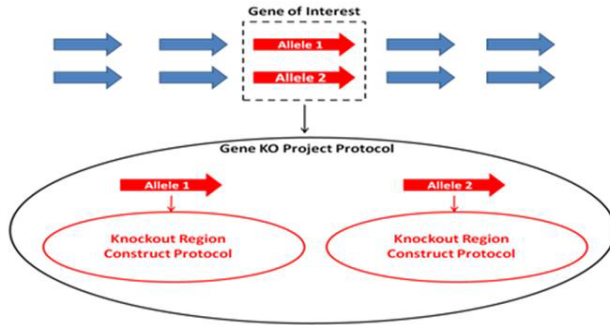 Gene of Interest
Allele 1
Allele 2
Gene KO Project Protocol
Allele 1
Allele 2
Knockout Region
Construct Protocol
Knockout Region
Construct Protocol